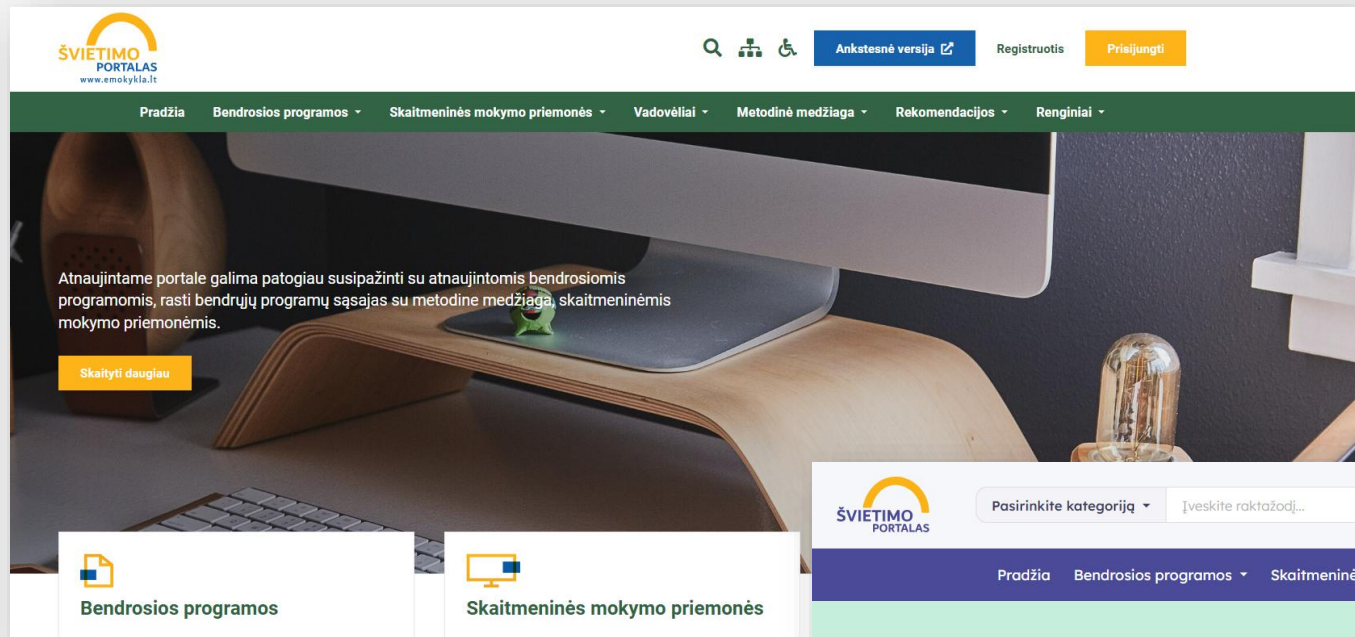 ŠVIETIMO
PORTALAS
www.emokykla.lt
Ankstesnė versija
Registruotis
Prisijungti
Pradžia
Bendrosios programos
Skaitmeninės mokymo priemonės
Vadovėliai
Metodinė medžiaga
Rekomendacijos
Renginiai
Atnaujintame portale galima patogiau susipažinti su atnaujintomis bendrosiomis
programomis, rasti bendrųjų programų sąsajas su metodine medžiaga, skaitmeninėmis
mokymo priemonėmis.
Skaityti daugiau
Bendrosios programos
Skaitmeninės mokymo priemonės
ŠVIETIMO
PORTALAS
Pasirinkite kategoriją
Įveskite raktažodį...
Pradžia
Bendrosios programos
Skaitmeninė